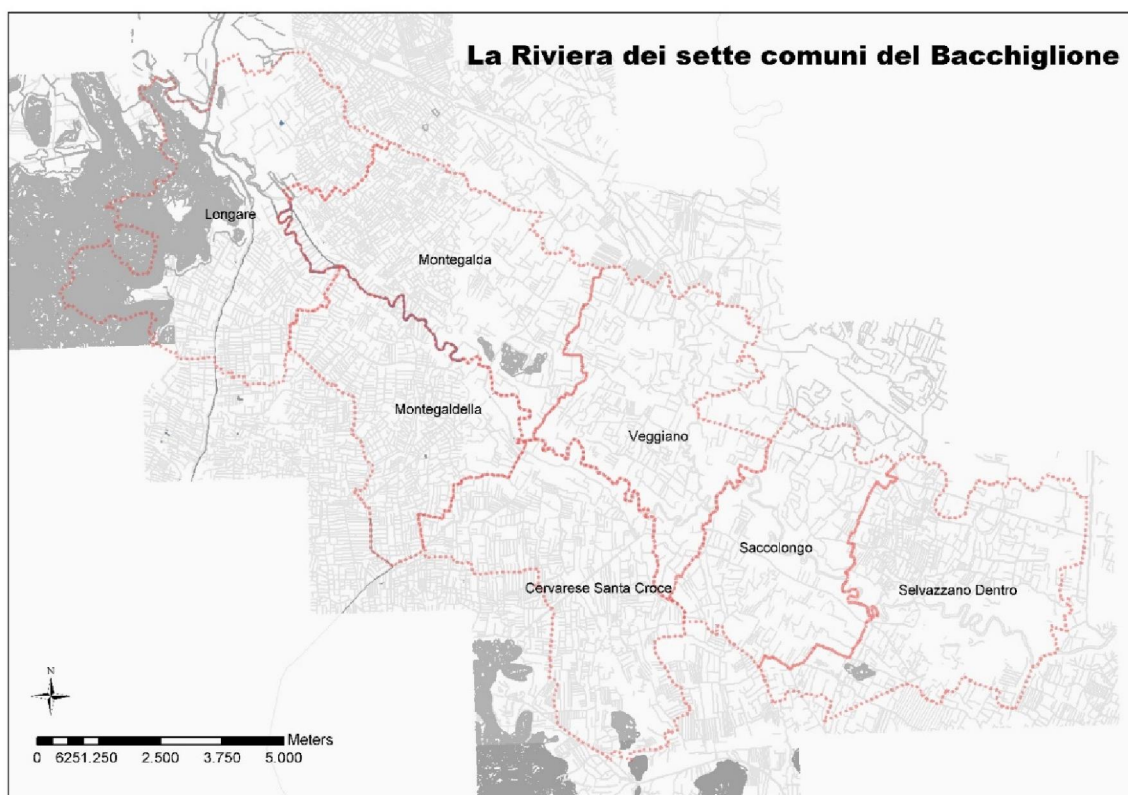 La Riviera dei sette comuni del Bacchiglione
Longare
Montegalda
Montegaldella
Veggiano
Saccolongo
Cervarese Santa Croce
Selvazzano Dentro
N
Meters
0 6251.250 2.500 3.750 5.000